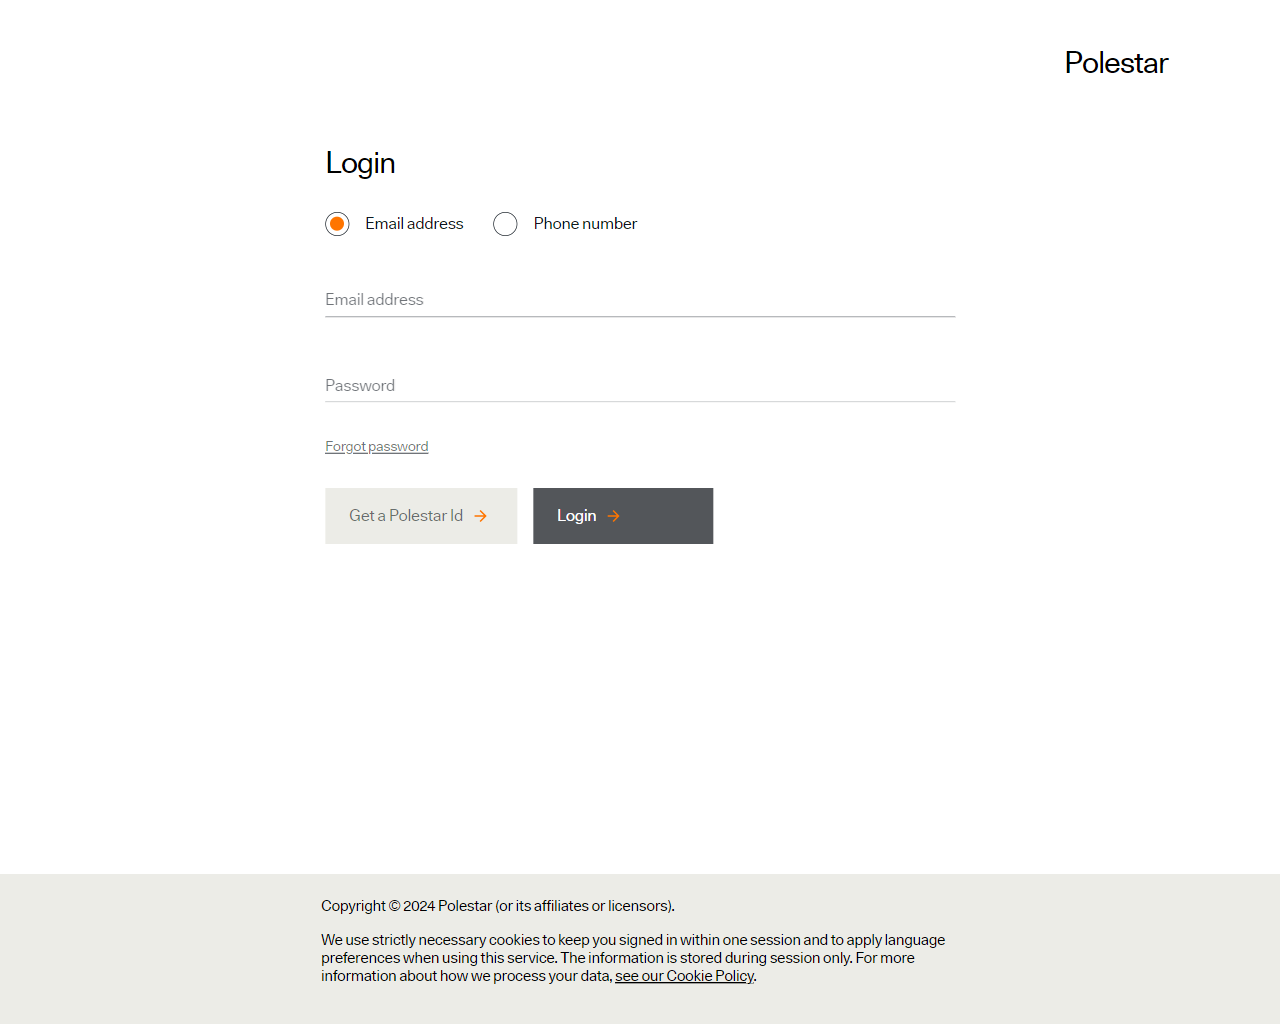 Polestar
Login
Email address
Phone number
Email address
Password
Forgot password
Get a Polestar Id
Login
Copyright © 2024 Polestar (or its affiliates or licensors).
We use strictly necessary cookies to keep you signed in within one session and to apply language
preferences when using this service. The information is stored during session only. For more
information about how we process your data, see our Cookie Policy.